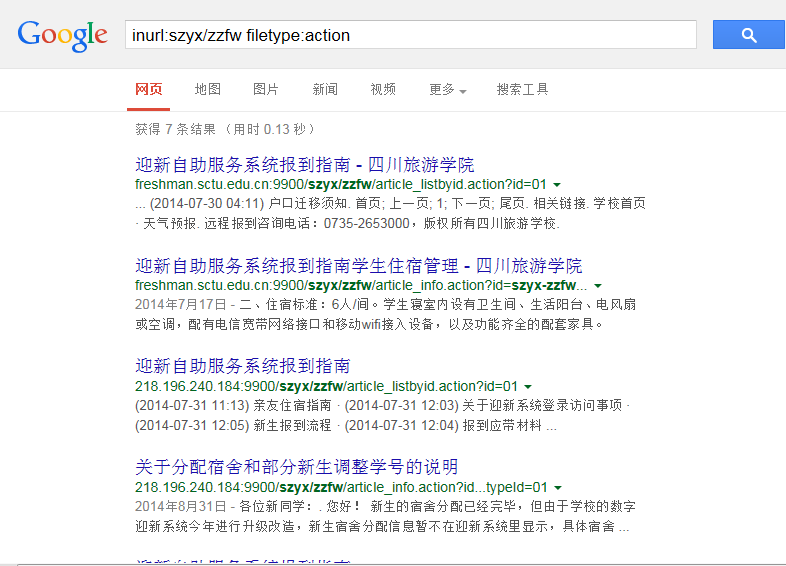 Google
inurl:szyx/zzfw filetype:action
网页 地图 图片 新闻 视频 更多 搜索工具
获得 7 条结果 （用时 0.13 秒）
迎新自助服务系统报到指南 - 四川旅游学院
freshman.sctu.edu.cn:9900/szyx/zzfw/article_listbyid.action?id=01
... (2014-07-30 04:11) 户口迁移须知. 首页; 上一页; 1; 下一页; 尾页. 相关链接. 学校首页
· 天气预报. 远程报到咨询电话：0735-2653000，版权所有四川旅游学校.
迎新自助服务系统报到指南学生住宿管理 - 四川旅游学院
freshman.sctu.edu.cn:9900/szyx/zzfw/article_info.action?id=szyx-zzfw...
2014年7月17日 - 二、住宿标准：6人/间。学生寝室内设有卫生间、生活阳台、电风扇
或空调，配有电信宽带网络接口和移动wifi接入设备，以及功能齐全的配套家具。
迎新自助服务系统报到指南
218.196.240.184:9900/szyx/zzfw/article_listbyid.action?id=01
(2014-07-31 11:13) 亲友住宿指南 · (2014-07-31 12:03) 关于迎新系统登录访问事项 ·
(2014-07-31 12:05) 新生报到流程 · (2014-07-31 12:04) 报到应带材料 ...
关于分配宿舍和部分新生调整学号的说明
218.196.240.184:9900/szyx/zzfw/article_info.action?id...typeId=01
2014年8月31日 - 各位新同学：. 您好！ 新生的宿舍分配已经完毕，但由于学校的数字
迎新系统今年进行升级改造，新生宿舍分配信息暂不在迎新系统里显示，具体宿舍 ...